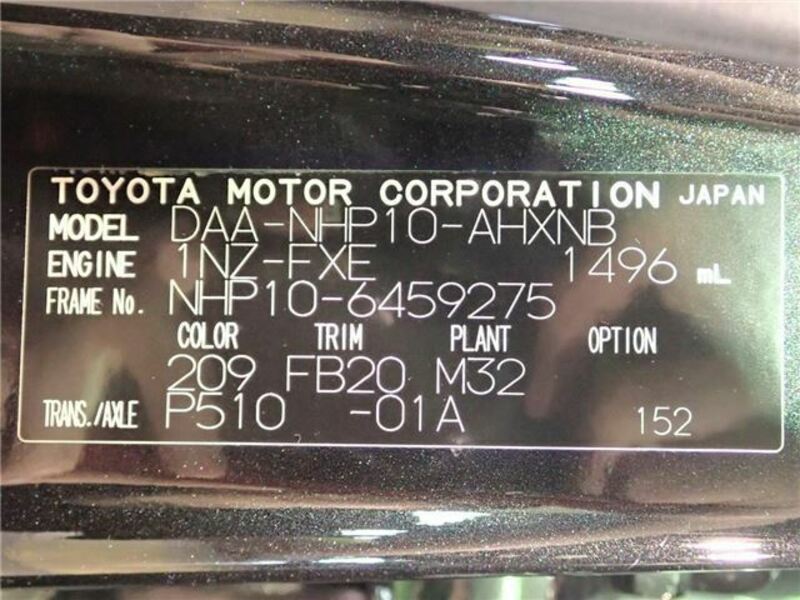 TOYOTA MOTOR CORPORATION JAPAN
MODEL DAA-NHP10-AHXNB
ENGINE 1NZ-FXE 1496 mL
FRAME No. NHP10-6459275
COLOR TRIM PLANT OPTION
209 FB20 M32
TRANS./AXLE P510 -01A 152